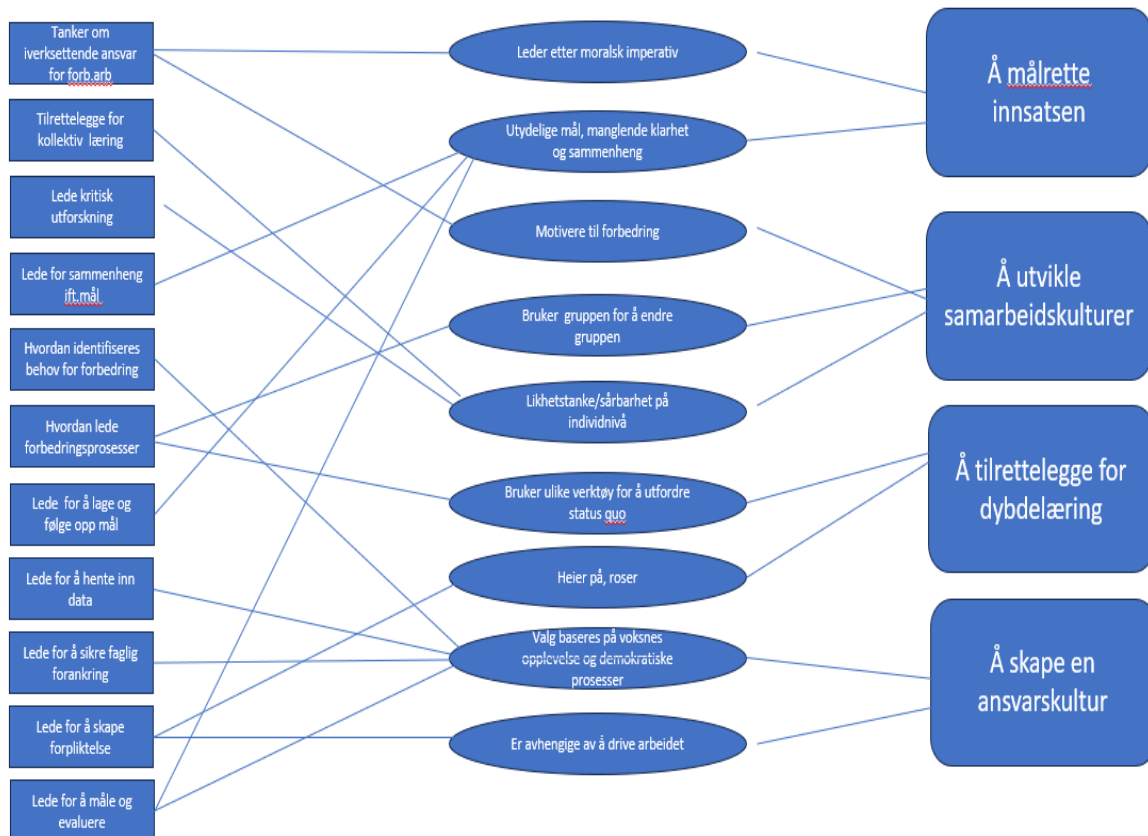 Tanker om
iverksettende ansvar
for forb.arb
Tilrettelegge for
kollektiv læring
Lede kritisk
utforskning
Lede for sammenheng
ift.mål
Hvordan identifiseres
behov for forbedring
Hvordan lede
forbedringsprosesser
Lede for å lage og
følge opp mål
Lede for å hente inn
data
Lede for å sikre faglig
forankring
Lede for å skape
forpliktelse
Lede for å måle og
evaluere
Leder etter moralsk imperativ
Utydelige mål, manglende klarhet
og sammenheng
Motivere til forbedring
Bruker gruppen for å endre
gruppen
Likhetstanke/sårbarhet på
individnivå
Bruker ulike verktøy for å utfordre
status quo
Heier på, roser
Valg baseres på voksnes
opplevelse og demokratiske
prosesser
Er avhengige av å drive arbeidet
Å målrette
innsatsen
Å utvikle
samarbeidskulturer
Å tilrettelegge for
dybdelæring
Å skape en
ansvarskultur